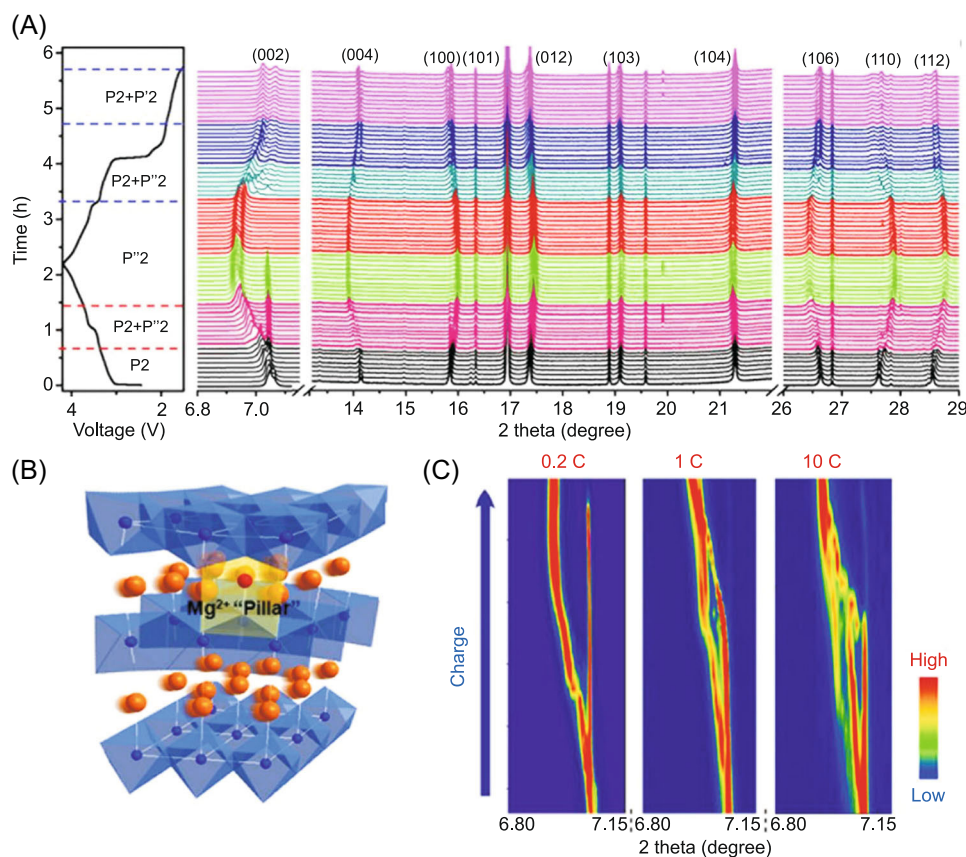 (A)
6
5
4
3
2
1
0
Time (h)
P2+P'2
P2+P''2
P''2
P2+P''2
P2
4
2
Voltage (V)
(002)
(004)
(100)
(101)
(012)
(103)
(104)
(106)
(110)
(112)
6.8
7.0
14
15
16
17
18
19
20
21
26
27
28
29
2 theta (degree)
(B)
Mg²⁺ “Pillar”
(C)
0.2 C
1 C
10 C
Charge
High
Low
6.80
7.15
6.80
7.15
6.80
7.15
2 theta (degree)